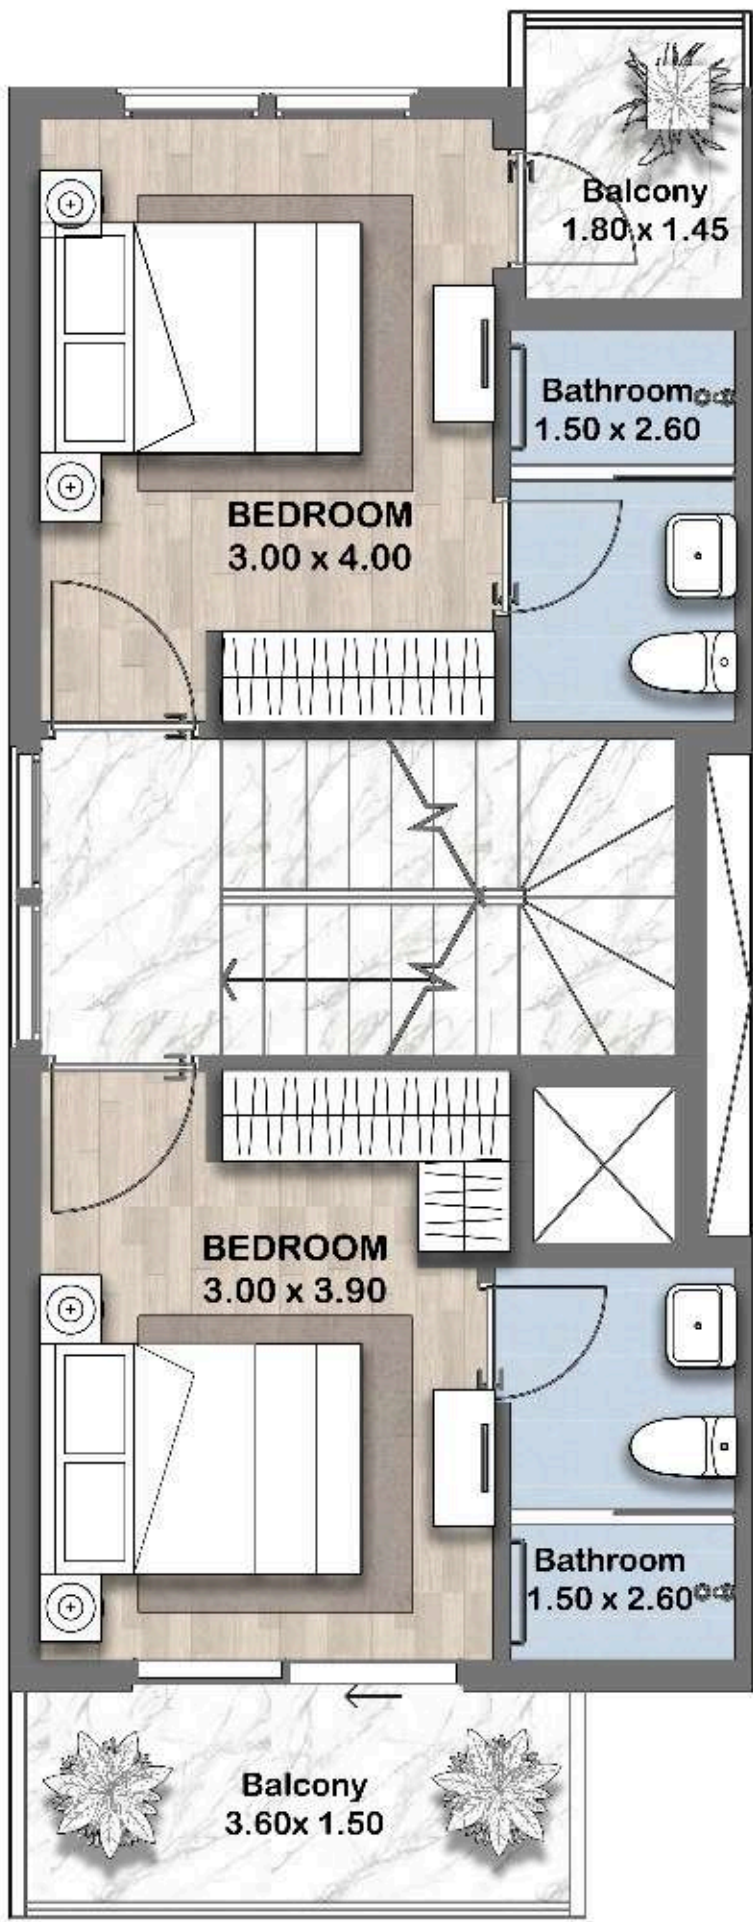 Balcony
1.80 x 1.45
Bathroom
1.50 x 2.60
BEDROOM
3.00 x 4.00
BEDROOM
3.00 x 3.90
Bathroom
1.50 x 2.60
Balcony
3.60x 1.50